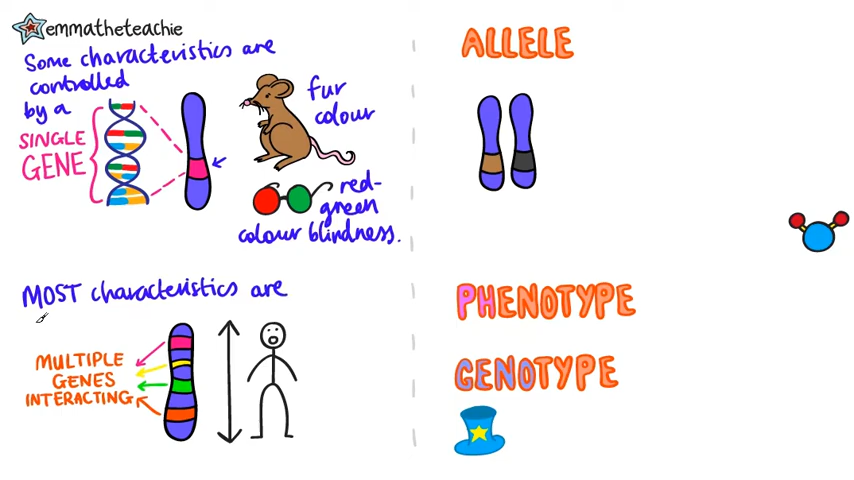 emmatheteachie
Some characteristics are
controlled
by a
SINGLE
GENE
fur
colour
red-
green
colour blindness.
MOST characteristics are
MULTIPLE
GENES
INTERACTING
ALLELE
PHENOTYPE
GENOTYPE